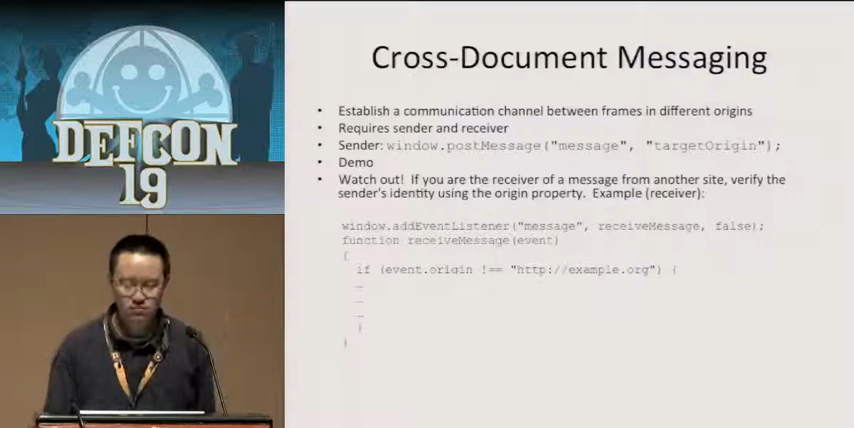 DEFCON
19
Cross-Document Messaging
• Establish a communication channel between frames in different origins
• Requires sender and receiver
• Sender: window.postMessage("message", "targetOrigin");
• Demo
• Watch out! If you are the receiver of a message from another site, verify the
sender's identity using the origin property. Example (receiver):
window.addEventListener("message", receiveMessage, false);
function receiveMessage(event)
{
if (event.origin !== "http://example.org") {
…
…
…
}
}